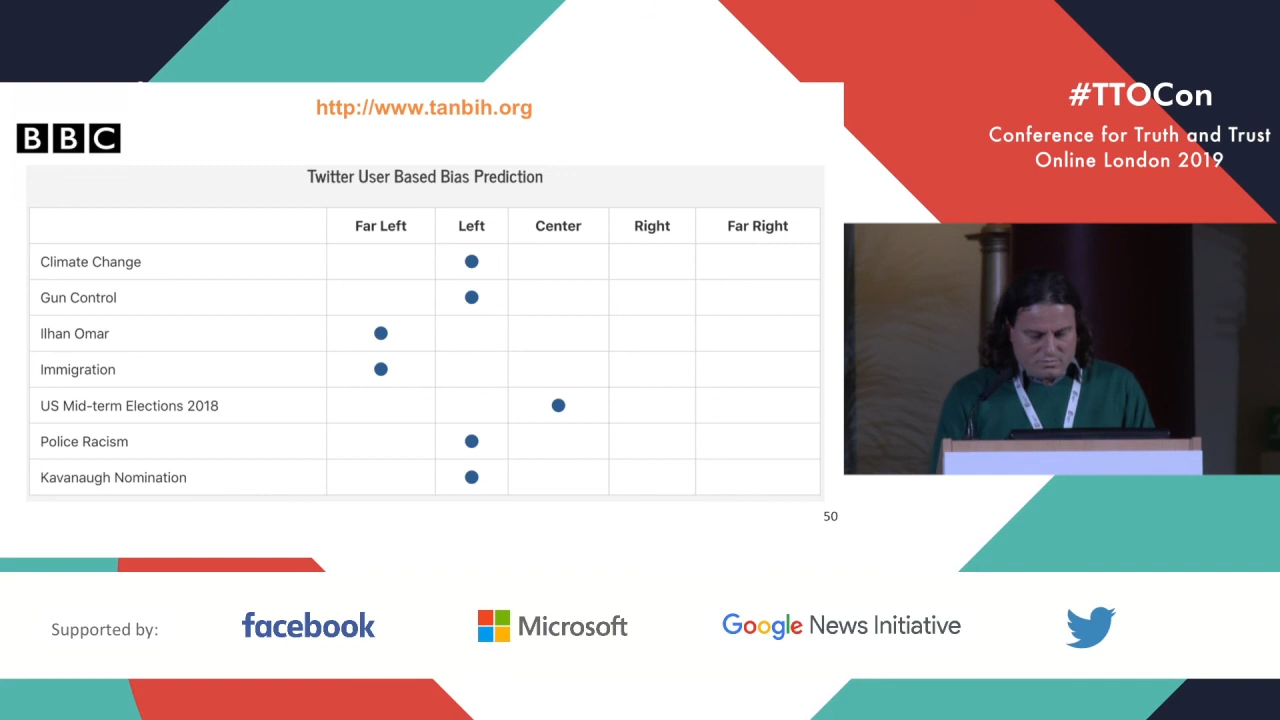 http://www.tanbih.org
BBC
Twitter User Based Bias Prediction
Far Left Left Center Right Far Right
Climate Change
Gun Control
Ilhan Omar
Immigration
US Mid-term Elections 2018
Police Racism
Kavanaugh Nomination
50
#TTOCon
Conference for Truth and Trust
Online London 2019
Supported by:
facebook
Microsoft
Google News Initiative